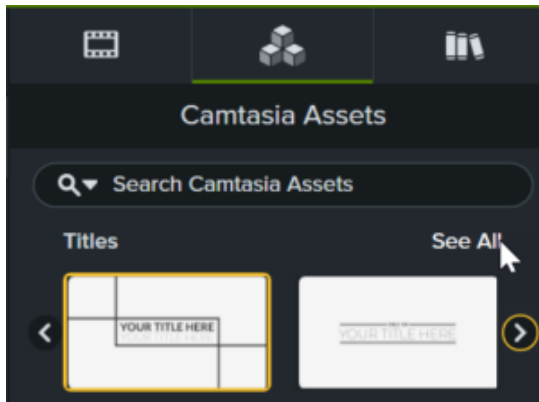 Camtasia Assets
Search Camtasia Assets
Titles See All
YOUR TITLE HERE YOUR TITLE HERE